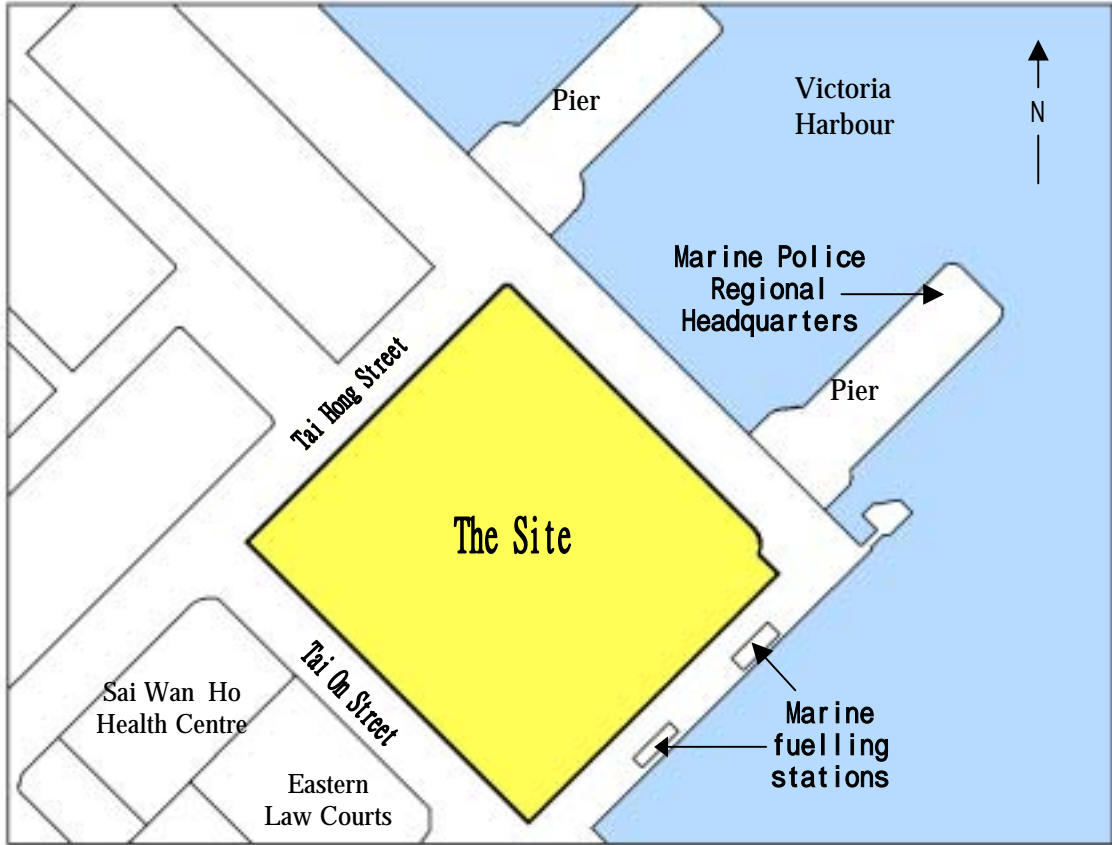 Pier
Victoria
Harbour
N
Marine Police
Regional
Headquarters
Pier
Tai Hong Street
The Site
Tai On Street
Sai Wan Ho
Health Centre
Eastern
Law Courts
Marine
fuelling
stations